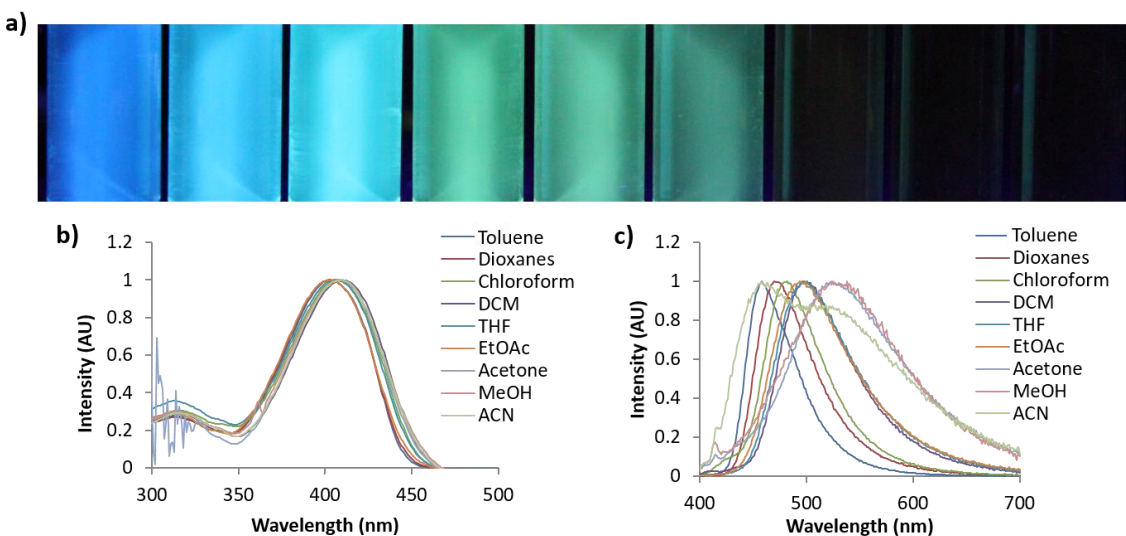 a)
b)
1.2
1
0.8
0.6
0.4
0.2
0
300
350
400
450
500
Intensity (AU)
Wavelength (nm)
Toluene
Dioxanes
Chloroform
DCM
THF
EtOAc
Acetone
MeOH
ACN
c)
1.2
1
0.8
0.6
0.4
0.2
0
400
500
600
700
Intensity (AU)
Wavelength (nm)
Toluene
Dioxanes
Chloroform
DCM
THF
EtOAc
Acetone
MeOH
ACN